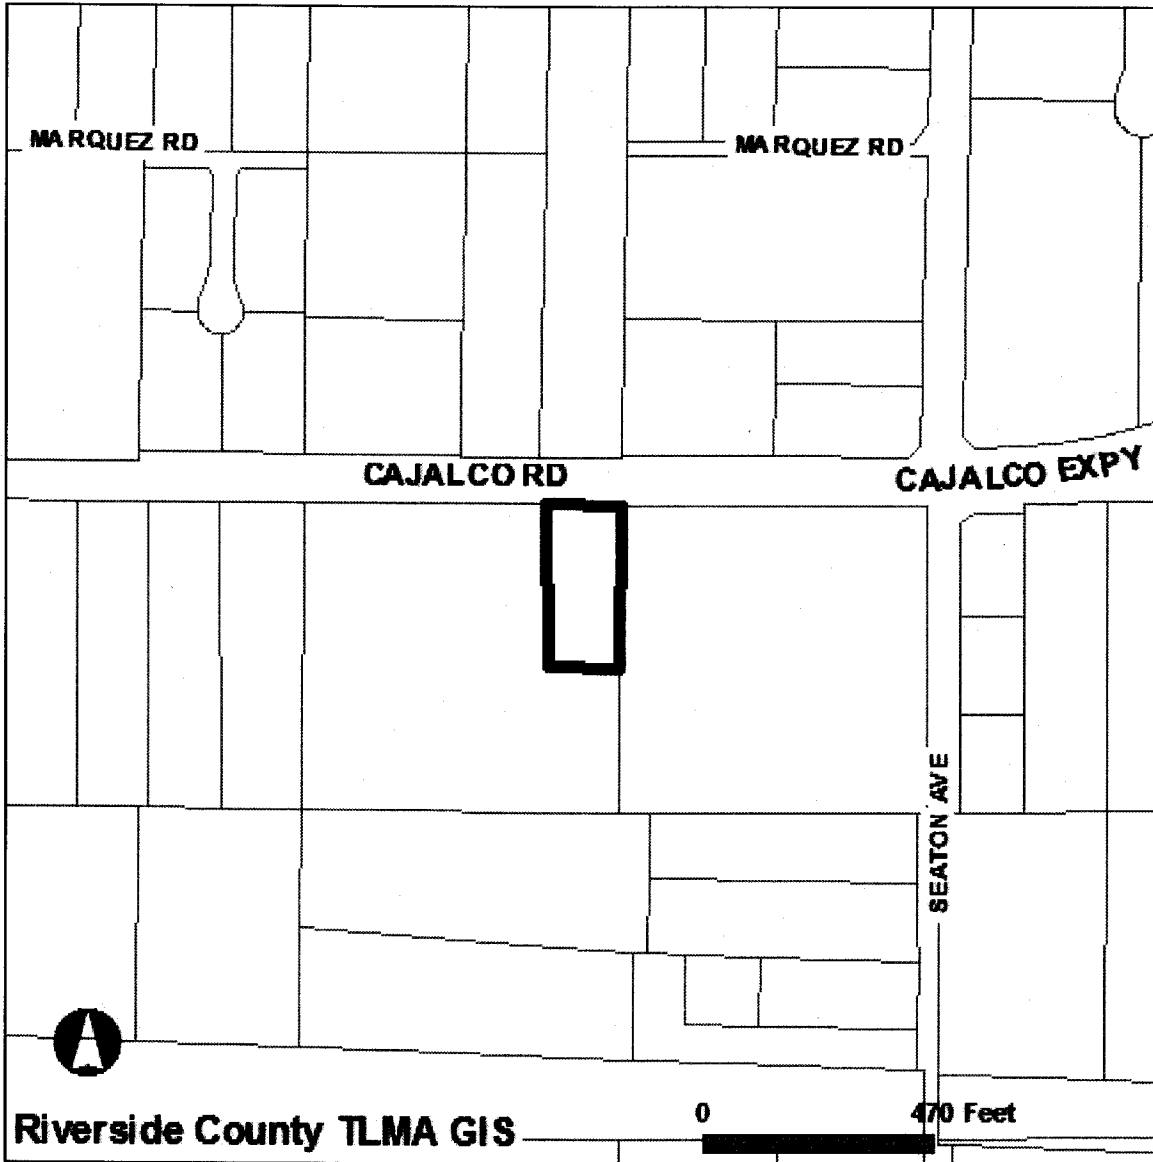 MARQUEZ RD
MARQUEZ RD
CAJALCO RD
CAJALCO EXPY
SEATON AVE
0 470 Feet
Riverside County TLMA GIS